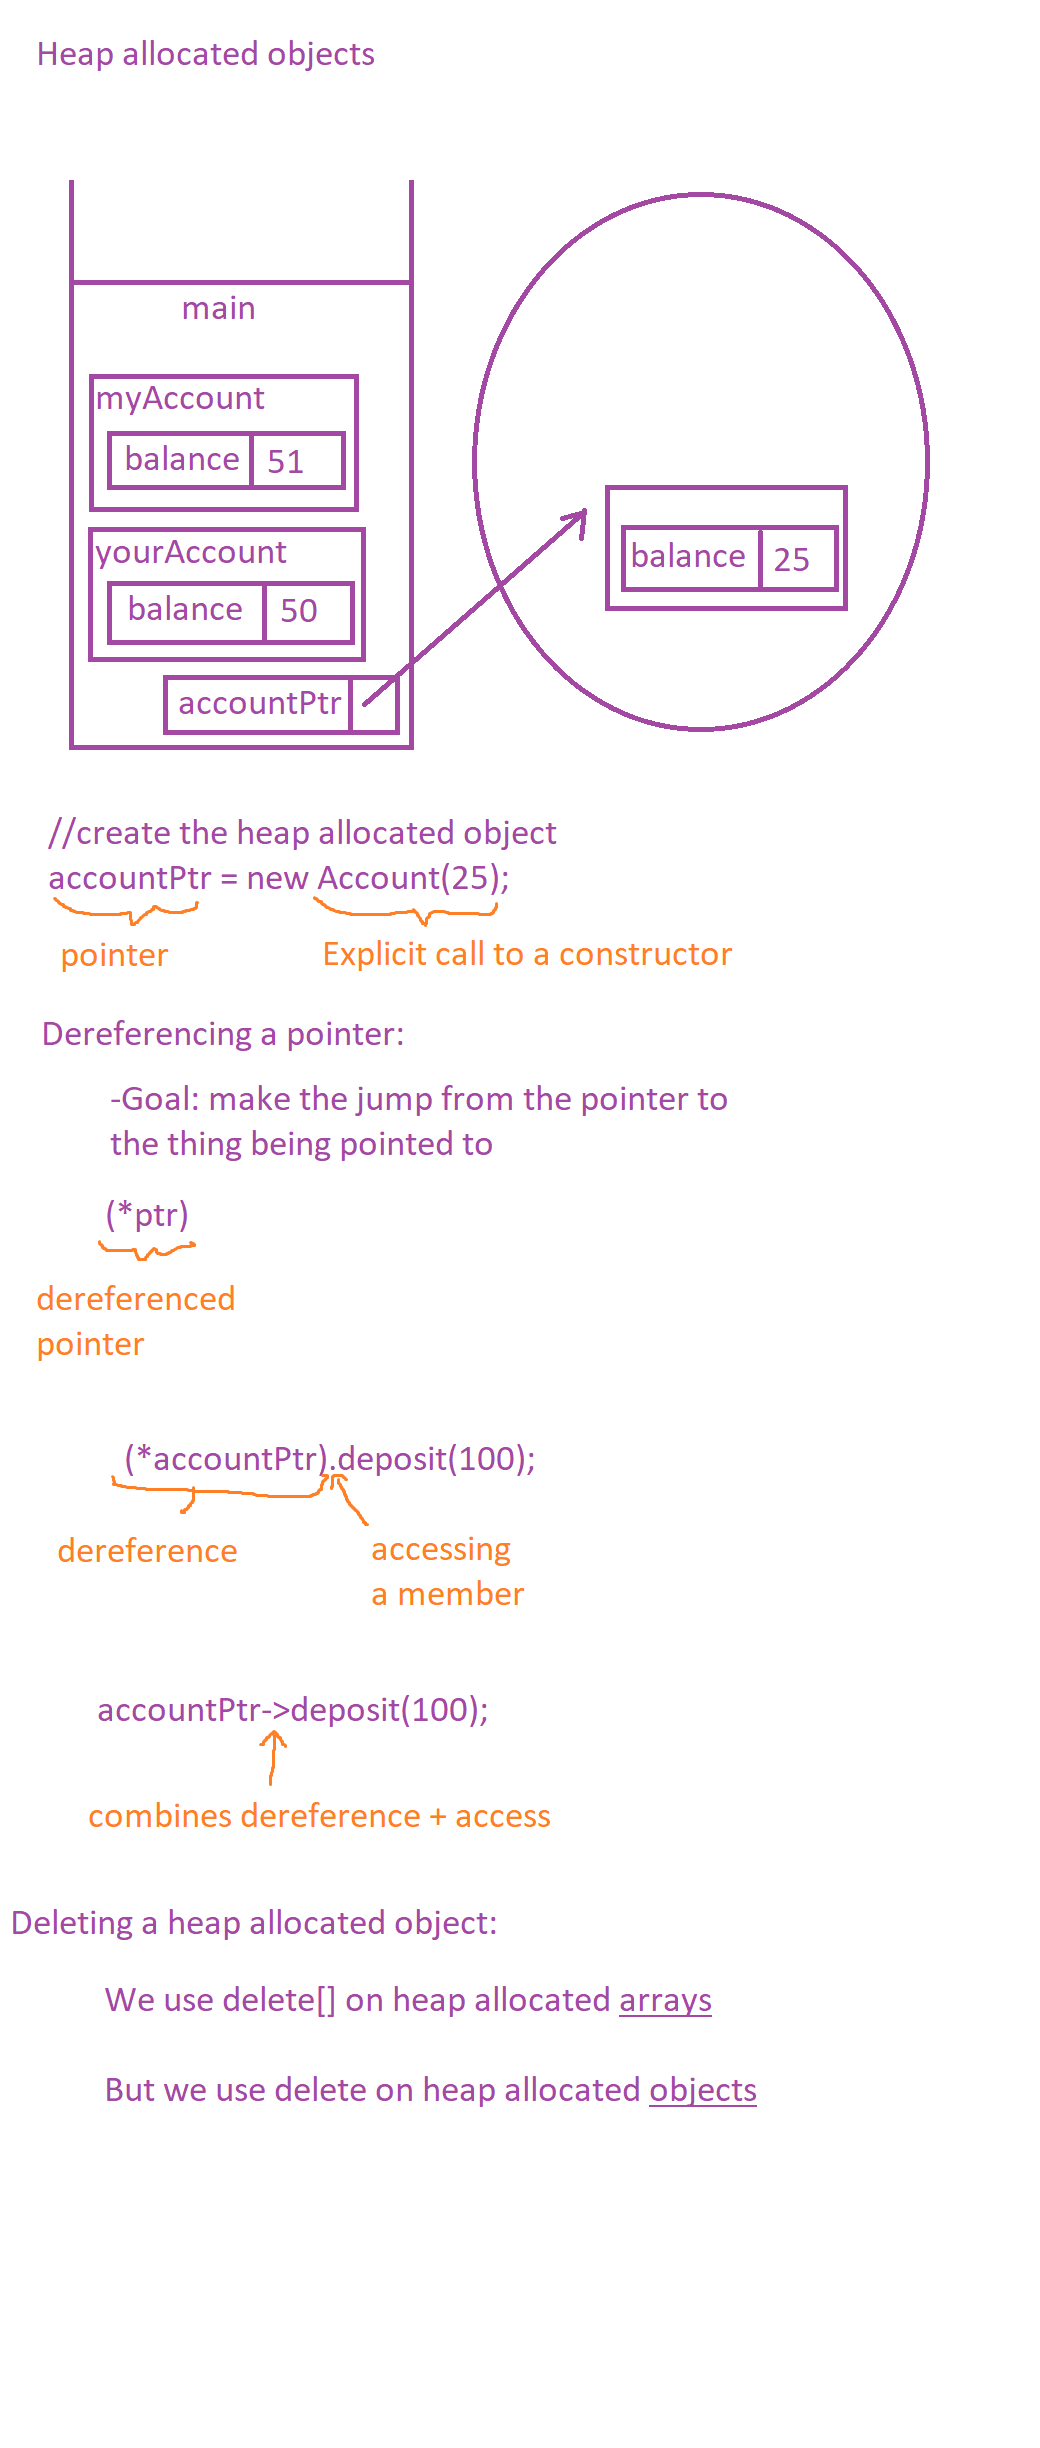 Heap allocated objects
main
myAccount
balance 51
yourAccount
balance 50
accountPtr
balance 25
//create the heap allocated object
accountPtr = new Account(25);
pointer
Explicit call to a constructor
Dereferencing a pointer:
-Goal: make the jump from the pointer to
the thing being pointed to
(*ptr)
dereferenced
pointer
(*accountPtr).deposit(100);
dereference
accessing
a member
accountPtr->deposit(100);
combines dereference + access
Deleting a heap allocated object:
We use delete[] on heap allocated arrays
But we use delete on heap allocated objects